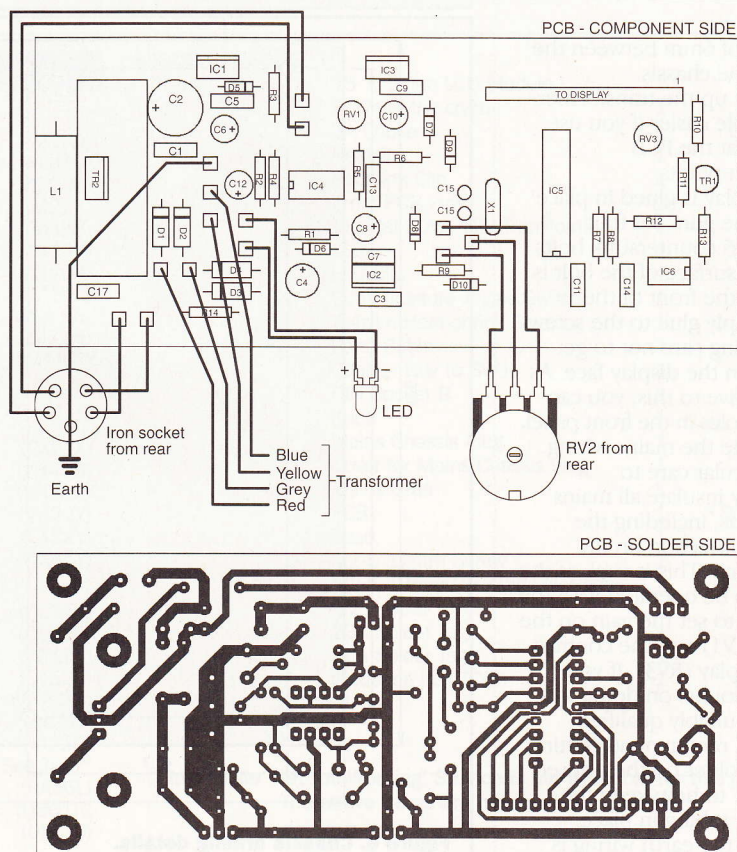 PCB - COMPONENT SIDE
IC1
D5
C5
R3
C2
C6
IC3
C9
RV1
C10
D7
D9
TO DISPLAY
R10
RV3
R11
TR1
L1
TR2
C1
C12
R2
R4
IC4
R5
C13
R6
C15
C15
X1
IC5
D1
D2
R1
D6
C8
D8
R7
R8
R12
R13
C17
D4
D3
R14
C4
C7
IC2
C3
R9
D10
C11
C14
IC6
+
-
LED
Iron socket
from rear
Earth
Blue
Yellow
Grey
Red
Transformer
RV2 from
rear
PCB - SOLDER SIDE